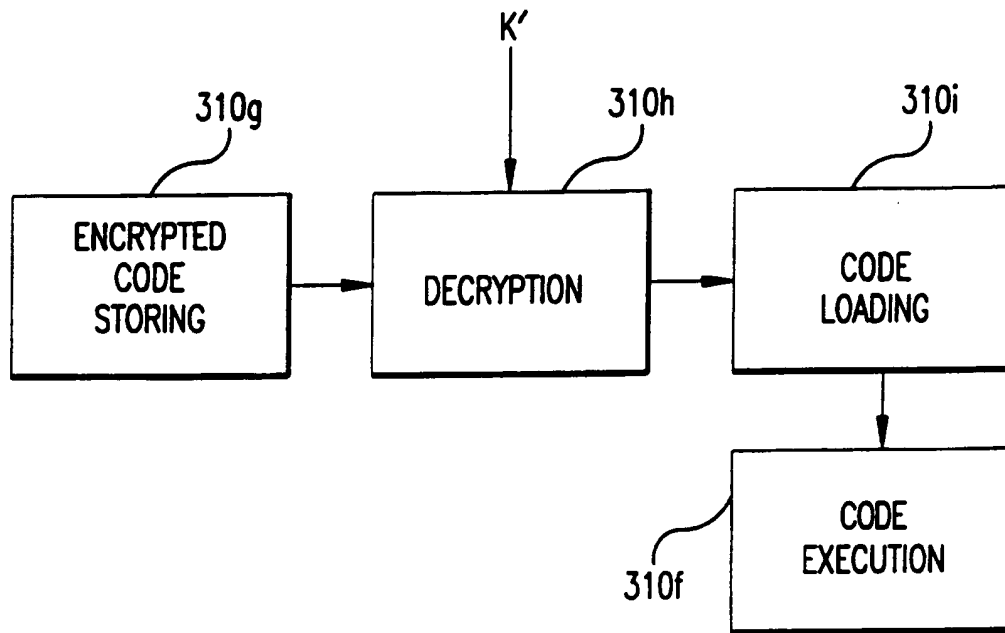 K'
310g
310h
310i
ENCRYPTED
CODE
STORING
DECRYPTION
CODE
LOADING
CODE
EXECUTION
310f